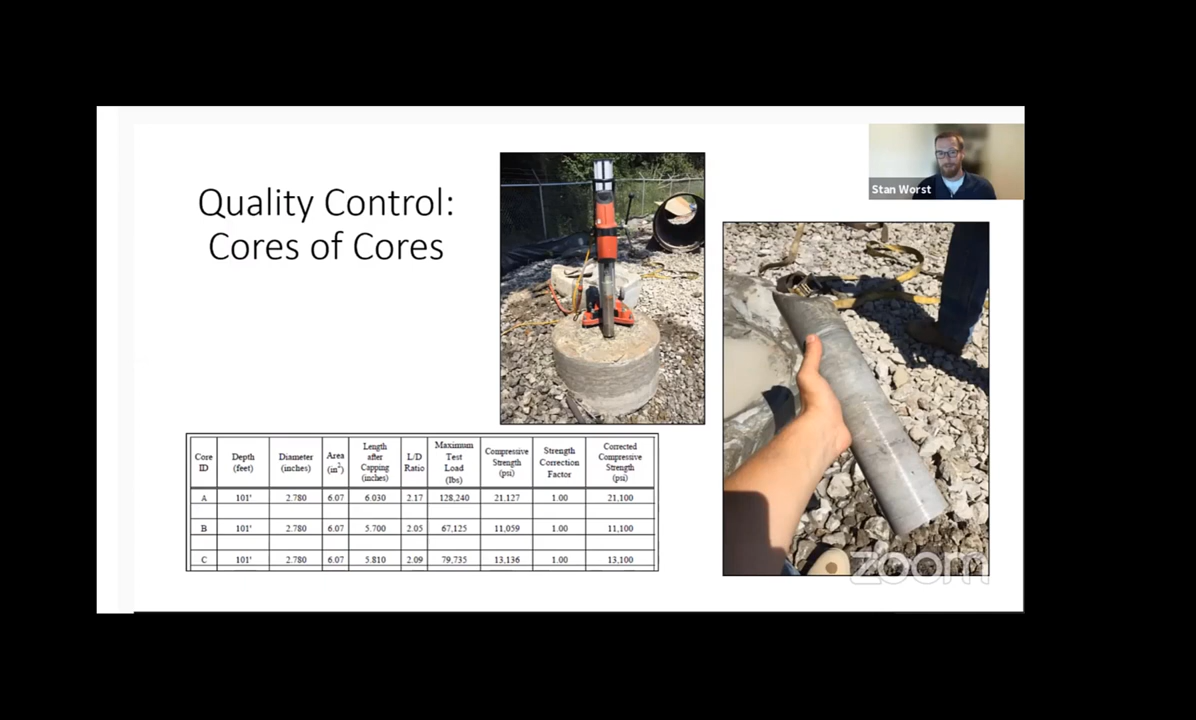 Quality Control:
Cores of Cores
Stan Worst
Core ID | Depth (feet) | Diameter (inches) | Area (in²) | Length after Capping (inches) | L/D Ratio | Maximum Test Load (lbs) | Compressive Strength (psi) | Strength Correction Factor | Corrected Compressive Strength (psi)
A 101' 2.780 6.07 6.030 2.17 128,240 21,127 1.00 21,100
B 101' 2.780 6.07 5.700 2.05 67,125 11,059 1.00 11,100
C 101' 2.780 6.07 5.810 2.09 79,735 13,136 1.00 13,100
zoom